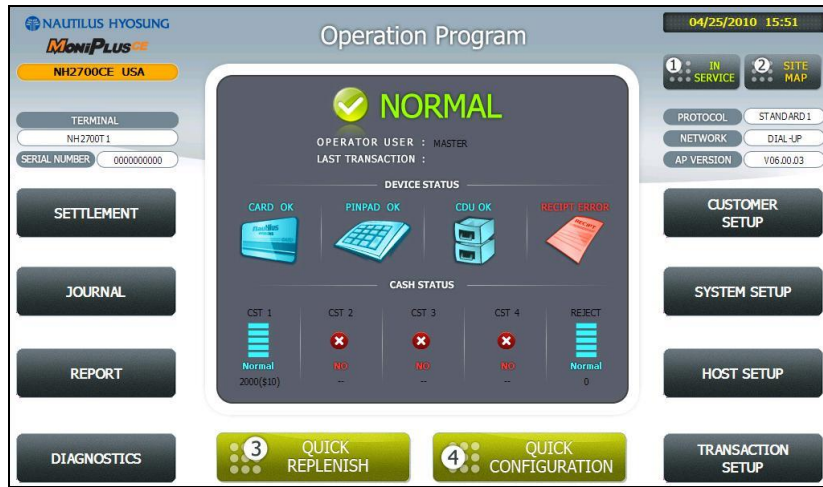 NAUTILUS HYOSUNG
MoniPlusCE
NH2700CE USA
Operation Program
04/25/2010 15:51
1 IN SERVICE
2 SITE MAP
TERMINAL
NH2700T1
SERIAL NUMBER 0000000000
PROTOCOL STANDARD1
NETWORK DIAL-UP
AP VERSION V06.00.03
NORMAL
OPERATOR USER : MASTER
LAST TRANSACTION :
DEVICE STATUS
CARD OK PINPAD OK CDU OK RECIPT ERROR
Nautilus
HYOSUNG
RECIPT
CASH STATUS
CST 1 CST 2 CST 3 CST 4 REJECT
Normal NO NO NO Normal
2000($10) -- -- -- 0
SETTLEMENT
JOURNAL
REPORT
DIAGNOSTICS
CUSTOMER SETUP
SYSTEM SETUP
HOST SETUP
TRANSACTION SETUP
3 QUICK REPLENISH
4 QUICK CONFIGURATION